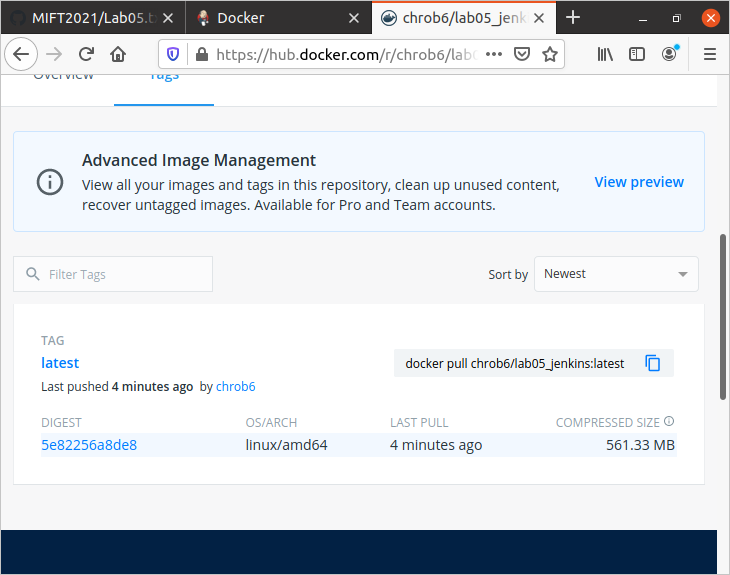 MIFT2021/Lab05.t
Docker
chrob6/lab05_jenk
https://hub.docker.com/r/chrob6/lab0
Overview
Tags
Advanced Image Management
View all your images and tags in this repository, clean up unused content,
recover untagged images. Available for Pro and Team accounts.
View preview
Filter Tags
Sort by
Newest
TAG
latest
docker pull chrob6/lab05_jenkins:latest
Last pushed 4 minutes ago by chrob6
DIGEST OS/ARCH LAST PULL COMPRESSED SIZE
5e82256a8de8 linux/amd64 4 minutes ago 561.33 MB